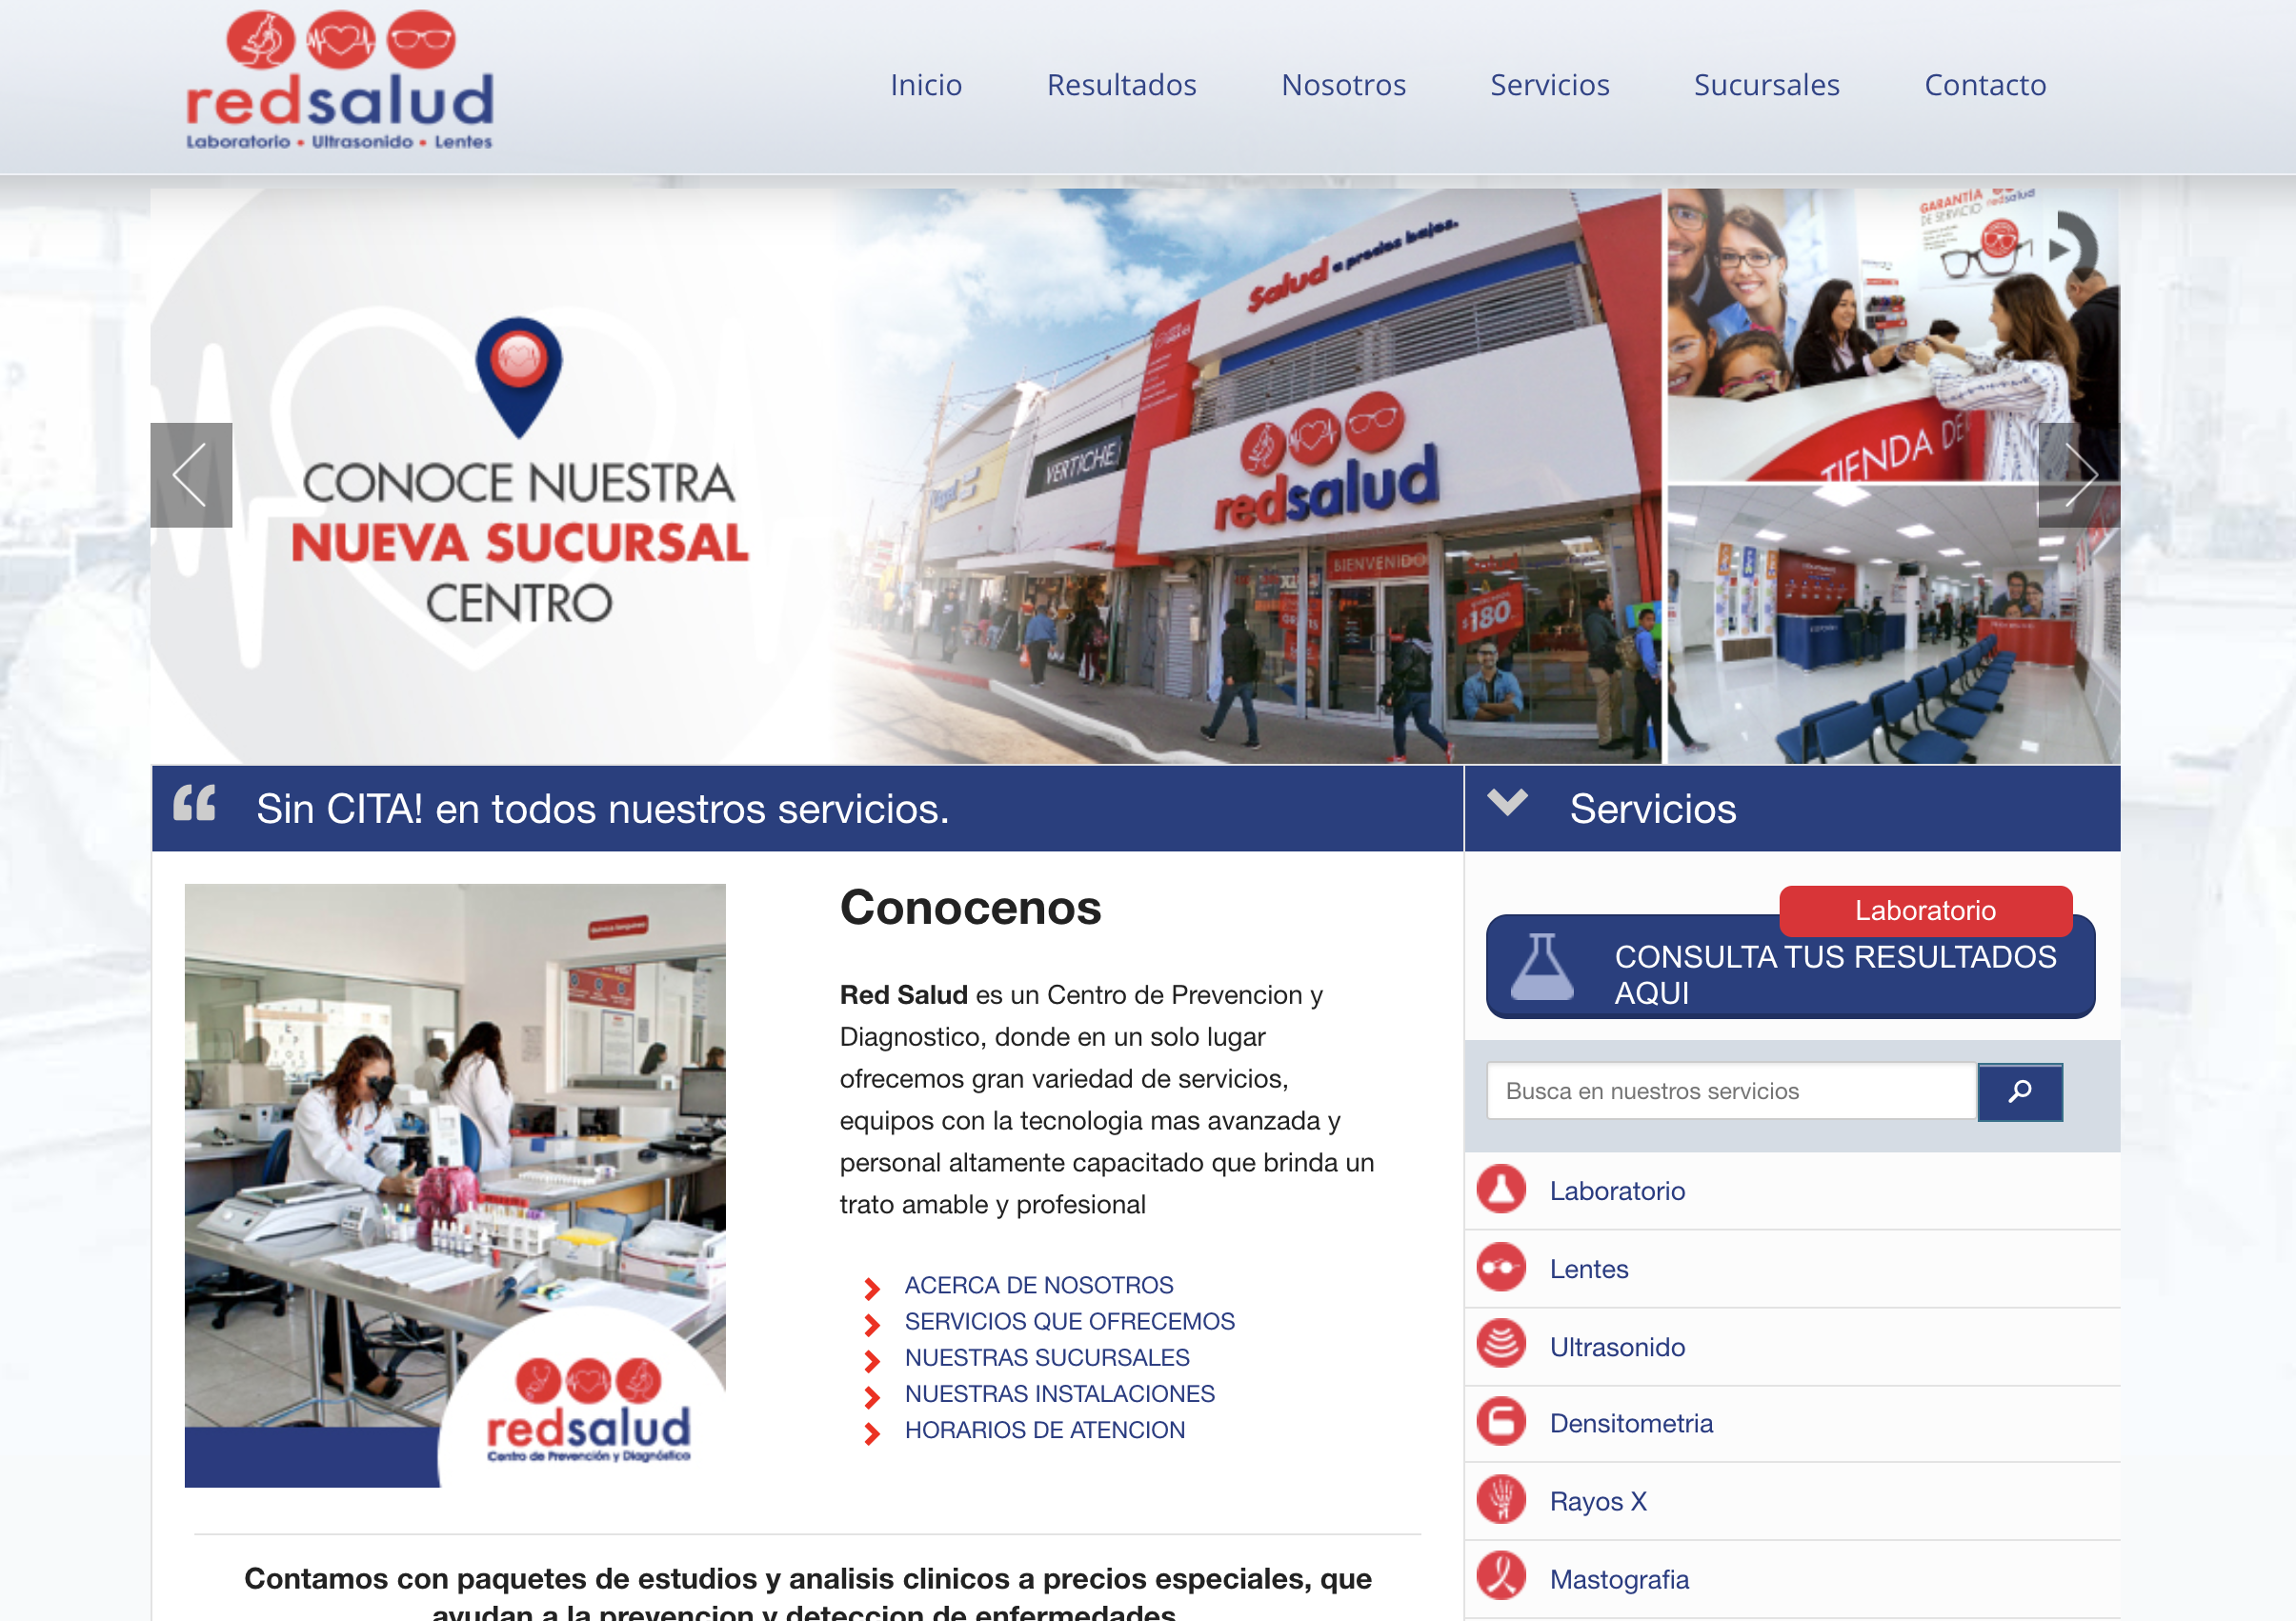 redsalud
Laboratorio • Ultrasonido • Lentes
Inicio
Resultados
Nosotros
Servicios
Sucursales
Contacto
CONOCE NUESTRA
NUEVA SUCURSAL
CENTRO
Salud a precios bajos.
VERTICHE
redsalud
BIENVENIDO
GRATIS
$180
GARANTÍA
DE SERVICIO
redsalud
TIENDA DE
“ Sin CITA! en todos nuestros servicios.
Servicios
Conocenos
Red Salud es un Centro de Prevencion y
Diagnostico, donde en un solo lugar
ofrecemos gran variedad de servicios,
equipos con la tecnologia mas avanzada y
personal altamente capacitado que brinda un
trato amable y profesional
ACERCA DE NOSOTROS
SERVICIOS QUE OFRECEMOS
NUESTRAS SUCURSALES
NUESTRAS INSTALACIONES
HORARIOS DE ATENCION
redsalud
Centro de Prevención y Diagnóstico
Contamos con paquetes de estudios y analisis clinicos a precios especiales, que
ayudan a la prevencion y deteccion de enfermedades
Laboratorio
CONSULTA TUS RESULTADOS
AQUI
Busca en nuestros servicios
Laboratorio
Lentes
Ultrasonido
Densitometria
Rayos X
Mastografia